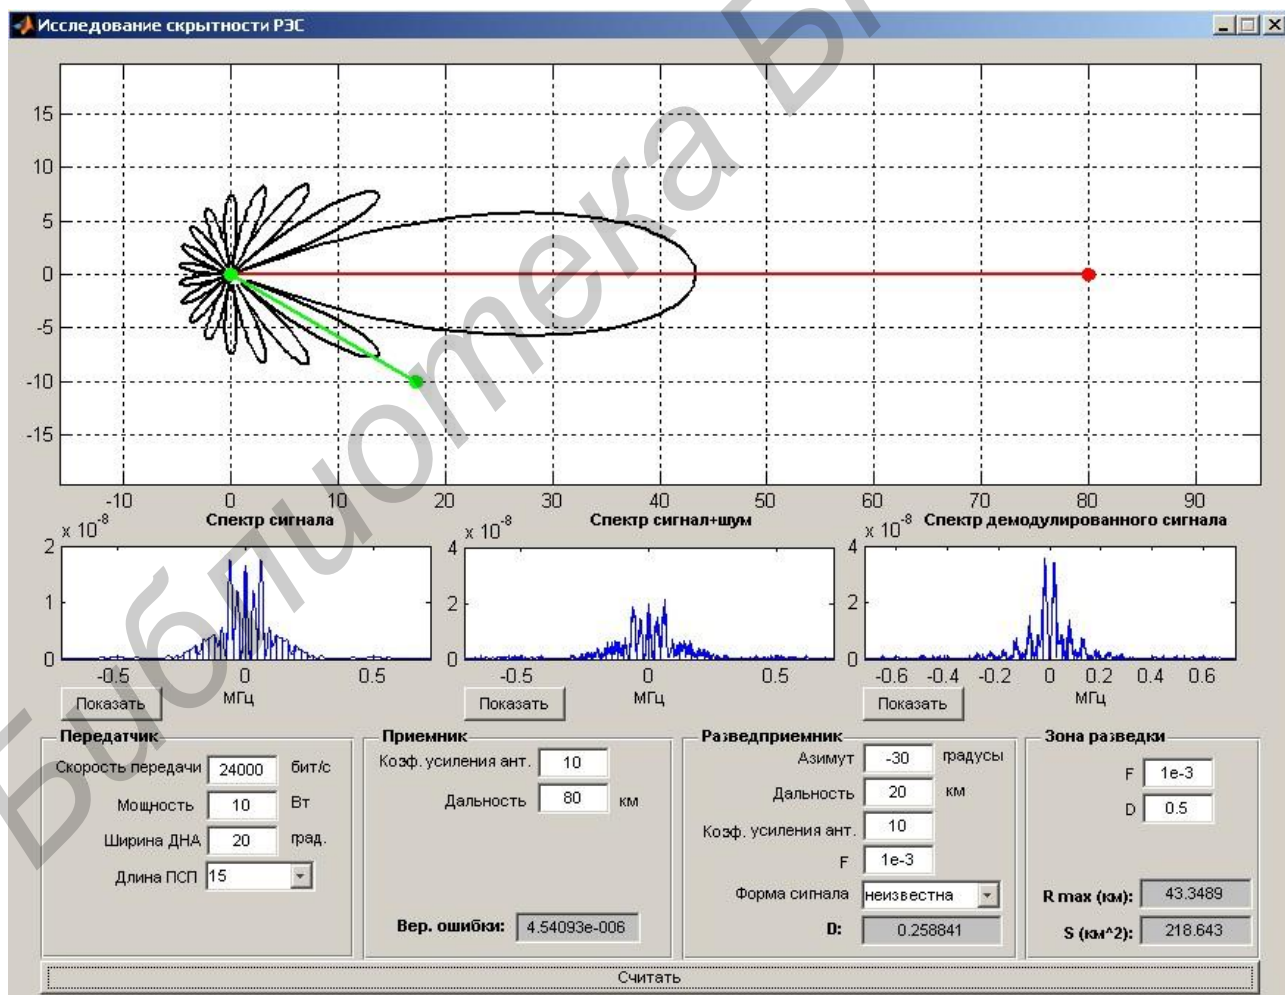 Исследование скрытности РЭС
15
10
5
0
-5
-10
-15
-10 0 10 20 30 40 50 60 70 80 90
Спектр сигнала
Спектр сигнал+шум
Спектр демодулированного сигнала
x 10^-8
2
1
0
-0.5 0 0.5
МГц
Показать
x 10^-8
4
2
0
-0.5 0 0.5
МГц
Показать
x 10^-8
4
2
0
-0.6 -0.4 -0.2 0 0.2 0.4 0.6
МГц
Показать
Передатчик
Скорость передачи 24000 бит/с
Мощность 10 Вт
Ширина ДНА 20 град.
Длина ПСП 15
Приемник
Коэф. усиления ант. 10
Дальность 80 км
Вер. ошибки: 4.54093e-006
Разведприемник
Азимут -30 градусы
Дальность 20 км
Коэф. усиления ант. 10
F 1e-3
Форма сигнала неизвестна
D: 0.258841
Зона разведки
F 1e-3
D 0.5
R max (км): 43.3489
S (км^2): 218.643
Считать
Библиотека